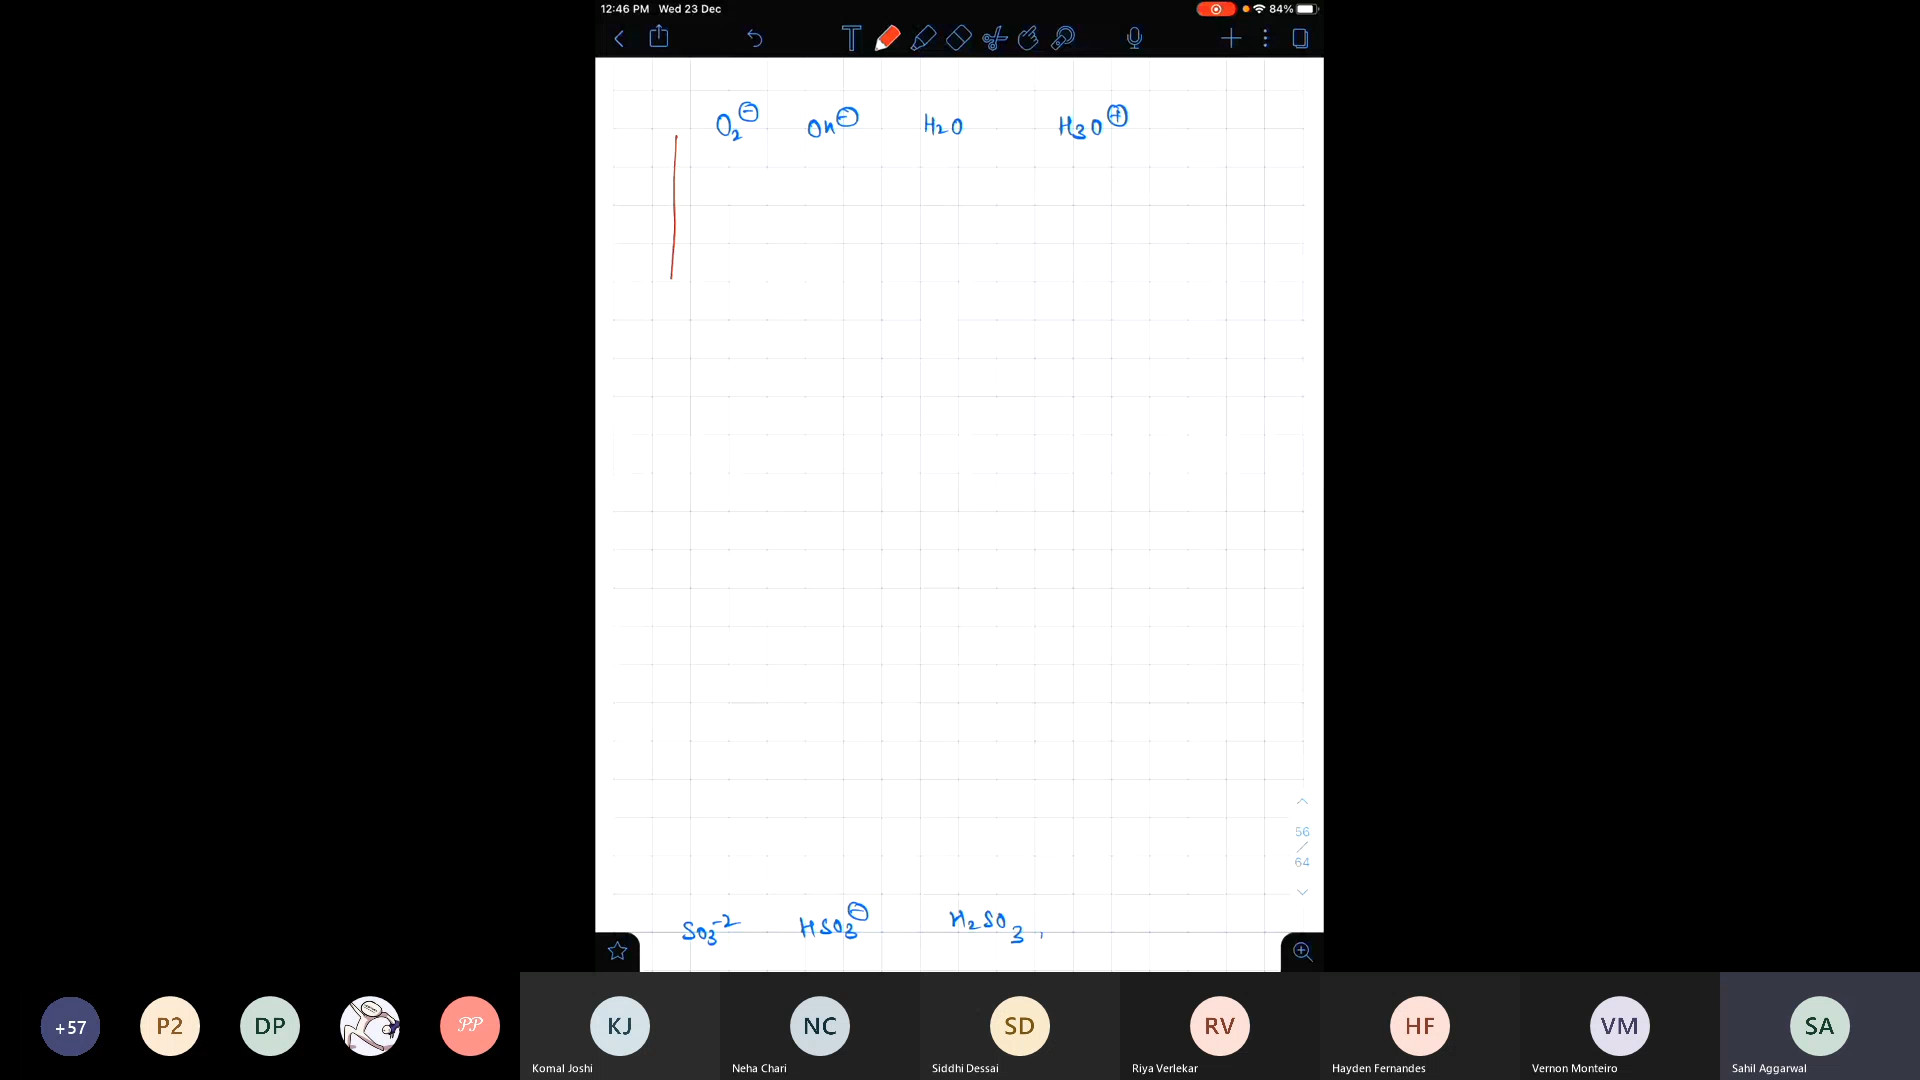 12:46 PM Wed 23 Dec 84%
T
O₂⊖ OH⊖ H₂O H₃O⊕
56
/
64
SO₃⁻² HSO₃⊖ H₂SO₃,
+57 P2 DP PP KJ NC SD RV HF VM SA
Komal Joshi Neha Chari Siddhi Dessai Riya Verlekar Hayden Fernandes Vernon Monteiro Sahil Aggarwal